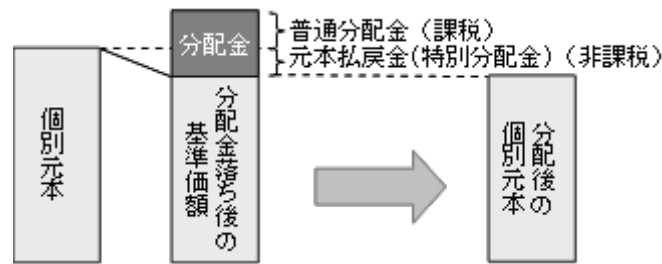 分配金
普通分配金（課税）
元本払戻金(特別分配金)（非課税）
個別元本
分配金落ち後の
基準価額
分配後の
個別元本